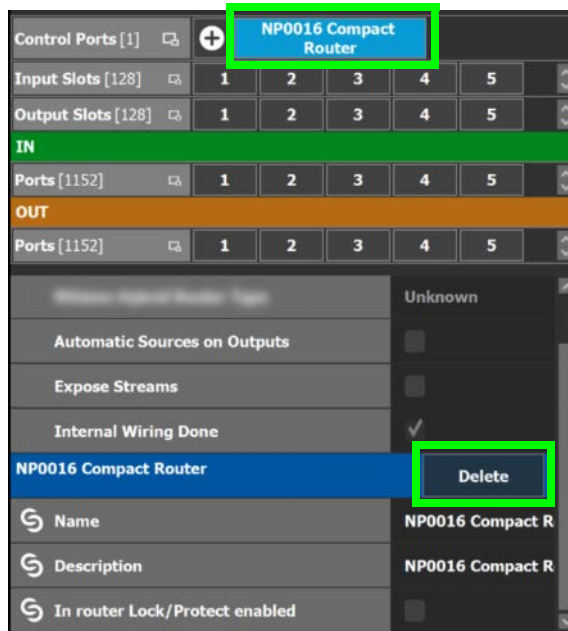 Control Ports [1]
NP0016 Compact
Router
Input Slots [128] 1 2 3 4 5
Output Slots [128] 1 2 3 4 5
IN
Ports [1152] 1 2 3 4 5
OUT
Ports [1152] 1 2 3 4 5
Unknown
Automatic Sources on Outputs
Expose Streams
Internal Wiring Done
NP0016 Compact Router Delete
Name NP0016 Compact R
Description NP0016 Compact R
In router Lock/Protect enabled